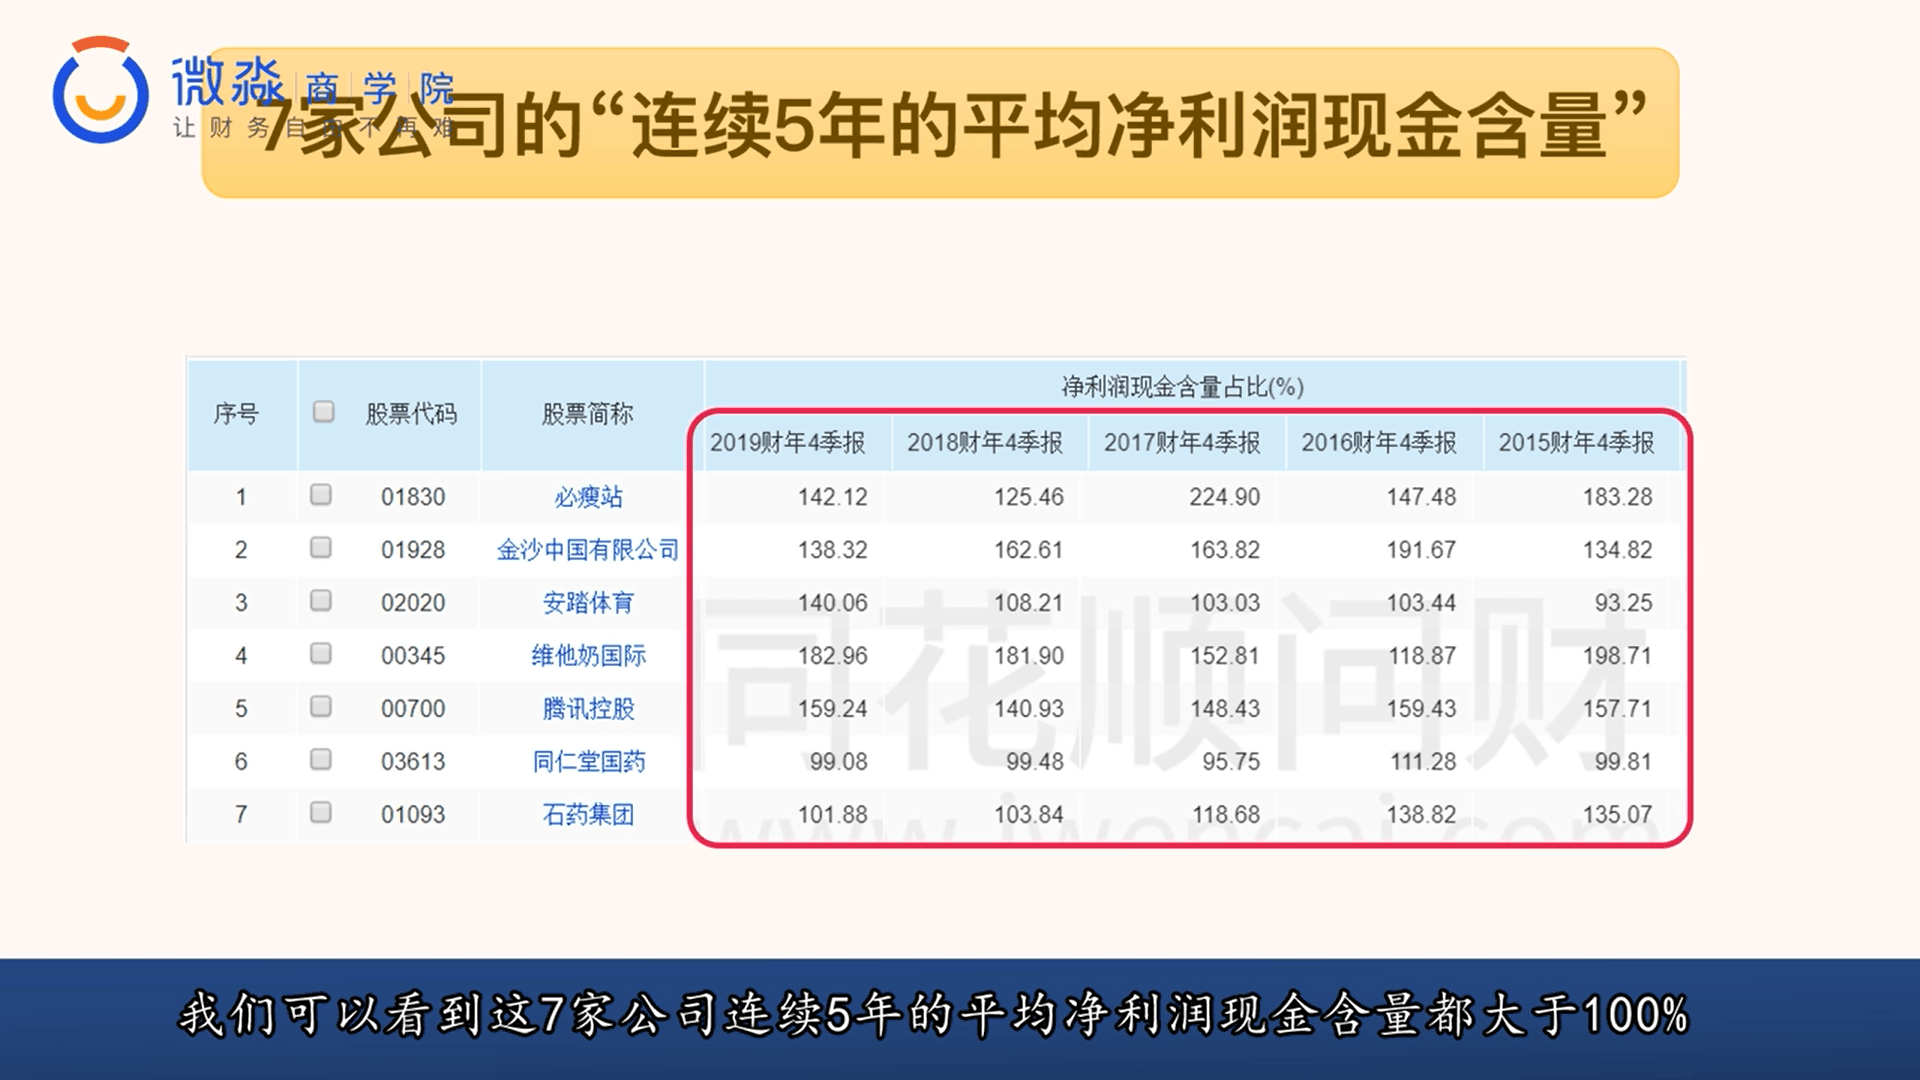 微淼 商 学 院
让财务自由不再难
7家公司的“连续5年的平均净利润现金含量”
序号 股票代码 股票简称 净利润现金含量占比(%)
2019财年4季报 2018财年4季报 2017财年4季报 2016财年4季报 2015财年4季报
1 01830 必瘦站 142.12 125.46 224.90 147.48 183.28
2 01928 金沙中国有限公司 138.32 162.61 163.82 191.67 134.82
3 02020 安踏体育 140.06 108.21 103.03 103.44 93.25
4 00345 维他奶国际 182.96 181.90 152.81 118.87 198.71
5 00700 腾讯控股 159.24 140.93 148.43 159.43 157.71
6 03613 同仁堂国药 99.08 99.48 95.75 111.28 99.81
7 01093 石药集团 101.88 103.84 118.68 138.82 135.07
同花顺问财
www.iwencai.com
我们可以看到这7家公司连续5年的平均净利润现金含量都大于100%